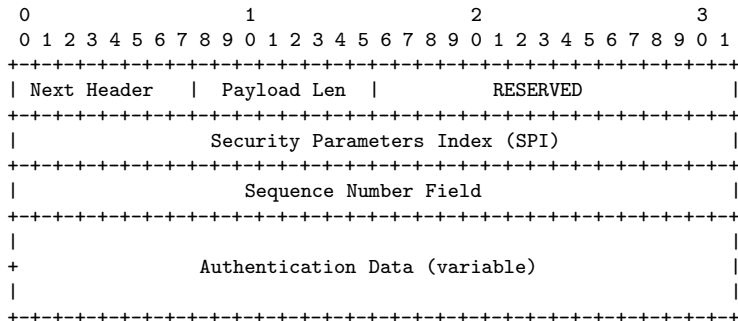 0                   1                   2                   3
0 1 2 3 4 5 6 7 8 9 0 1 2 3 4 5 6 7 8 9 0 1 2 3 4 5 6 7 8 9 0 1
+-+-+-+-+-+-+-+-+-+-+-+-+-+-+-+-+-+-+-+-+-+-+-+-+-+-+-+-+-+-+-+-+
| Next Header   |  Payload Len  |          RESERVED             |
+-+-+-+-+-+-+-+-+-+-+-+-+-+-+-+-+-+-+-+-+-+-+-+-+-+-+-+-+-+-+-+-+
|                 Security Parameters Index (SPI)               |
+-+-+-+-+-+-+-+-+-+-+-+-+-+-+-+-+-+-+-+-+-+-+-+-+-+-+-+-+-+-+-+-+
|                    Sequence Number Field                      |
+-+-+-+-+-+-+-+-+-+-+-+-+-+-+-+-+-+-+-+-+-+-+-+-+-+-+-+-+-+-+-+-+
|                                                               |
+                Authentication Data (variable)                 |
|                                                               |
+-+-+-+-+-+-+-+-+-+-+-+-+-+-+-+-+-+-+-+-+-+-+-+-+-+-+-+-+-+-+-+-+